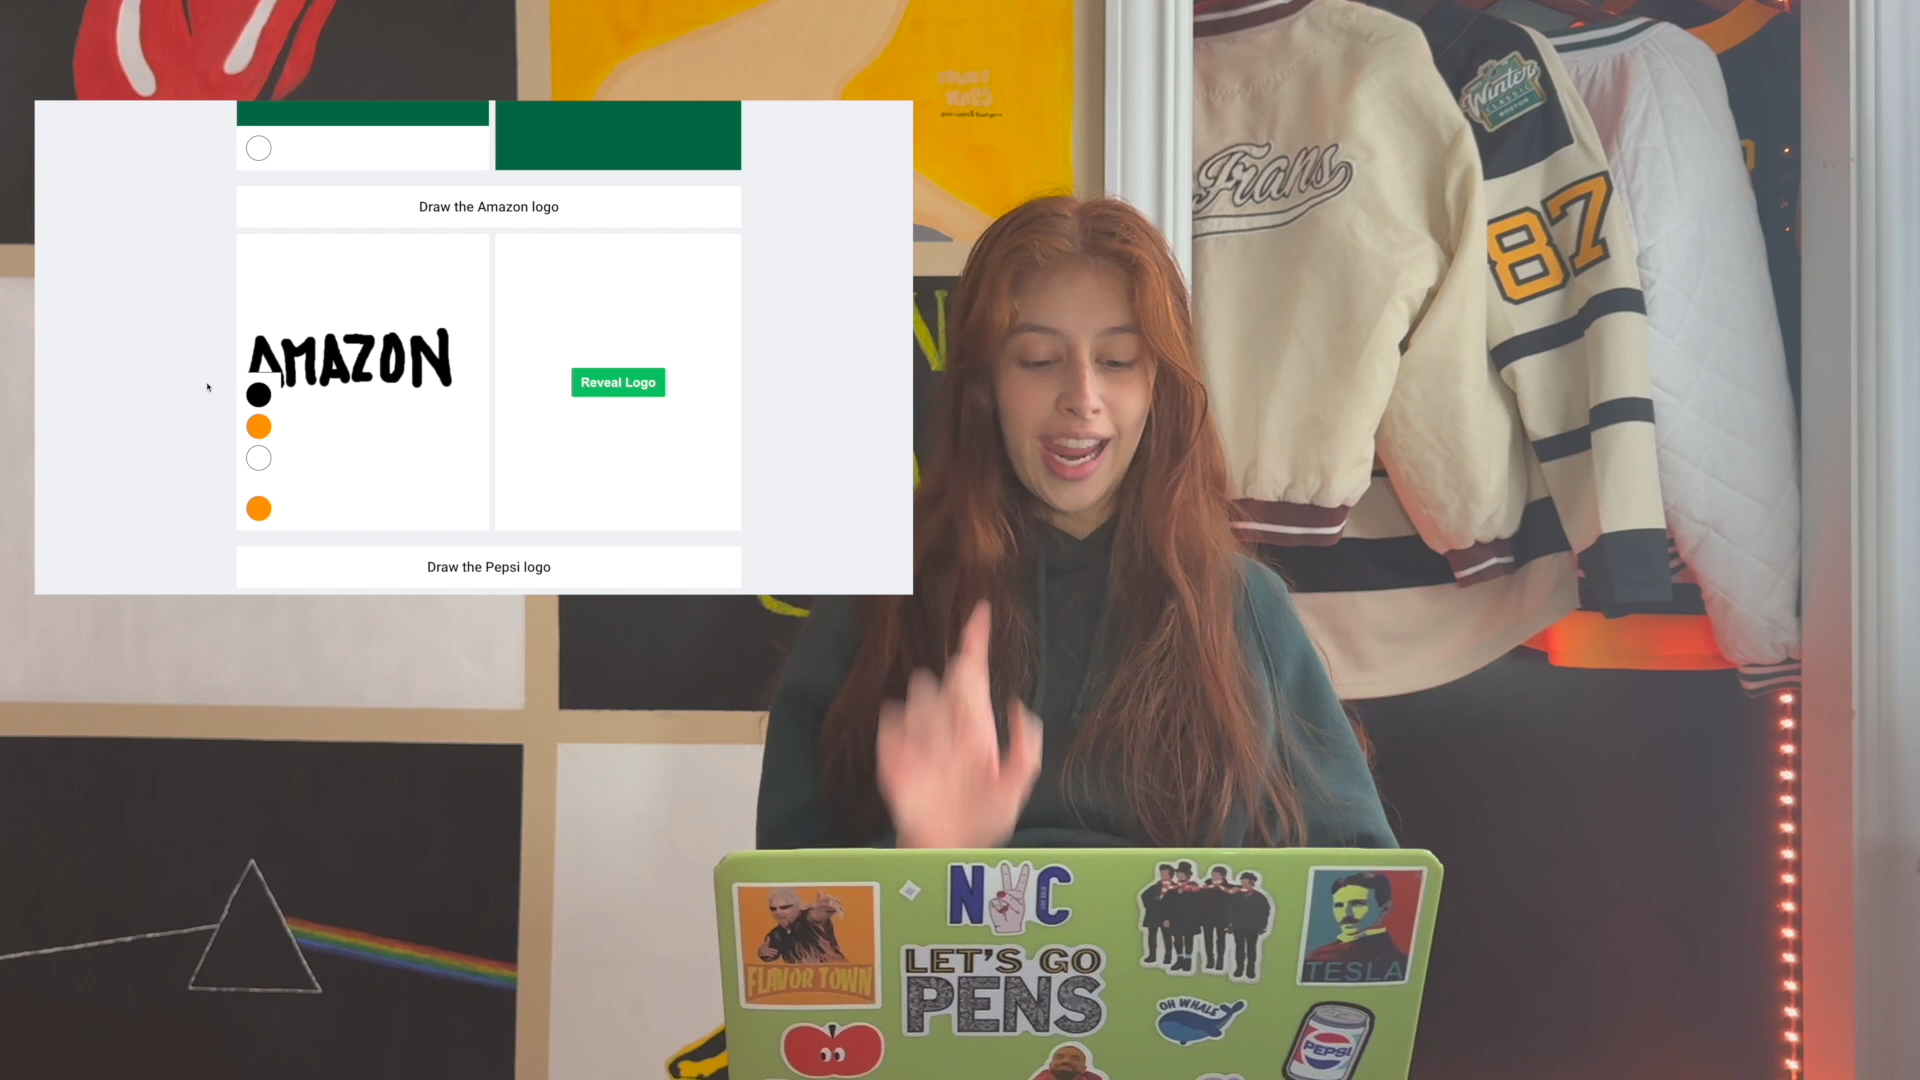 Winter
CLASSIC
BOSTON
Frans
87
Draw the Amazon logo
AMAZON
Reveal Logo
Draw the Pepsi logo
NYC
LET'S GO
PENS
FLAVOR TOWN
TESLA
OH WHALE
PEPSI